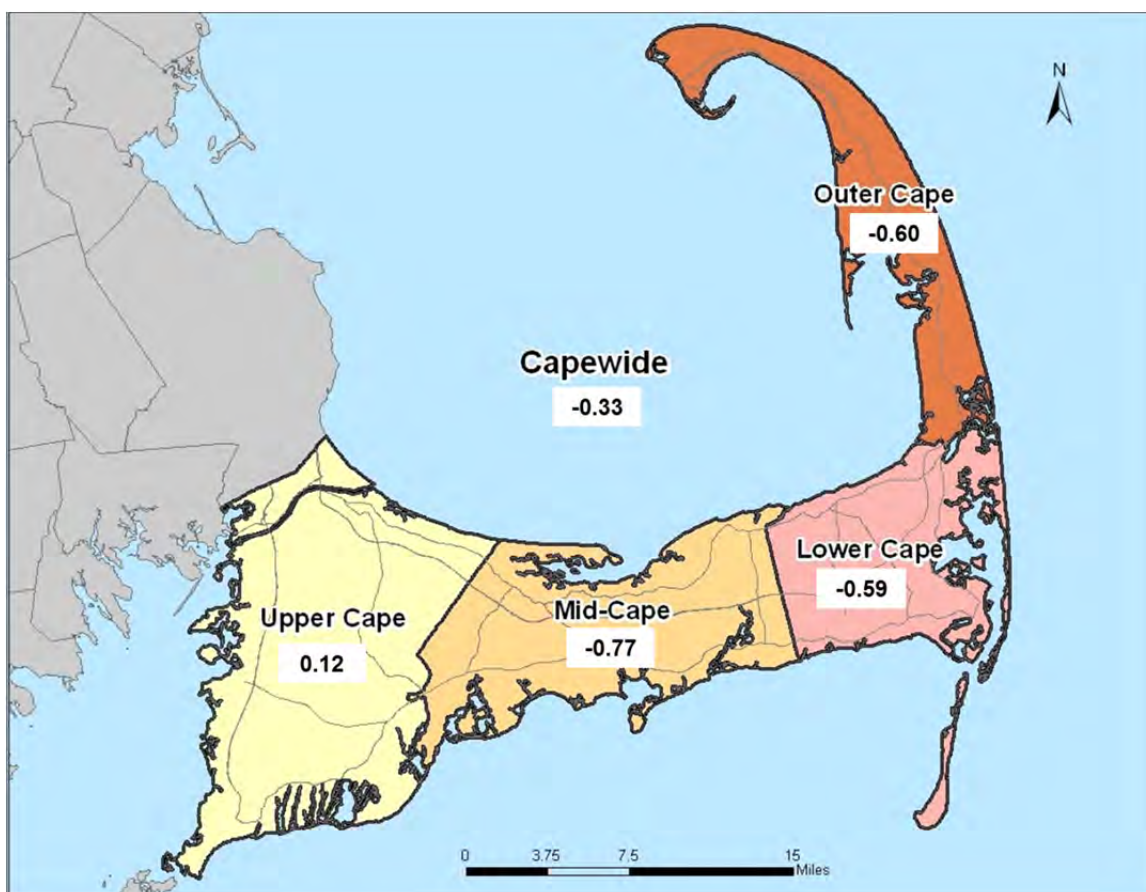 N
Outer Cape
-0.60
Capewide
-0.33
Lower Cape
-0.59
Mid-Cape
-0.77
Upper Cape
0.12
0 3.75 7.5 15
Miles